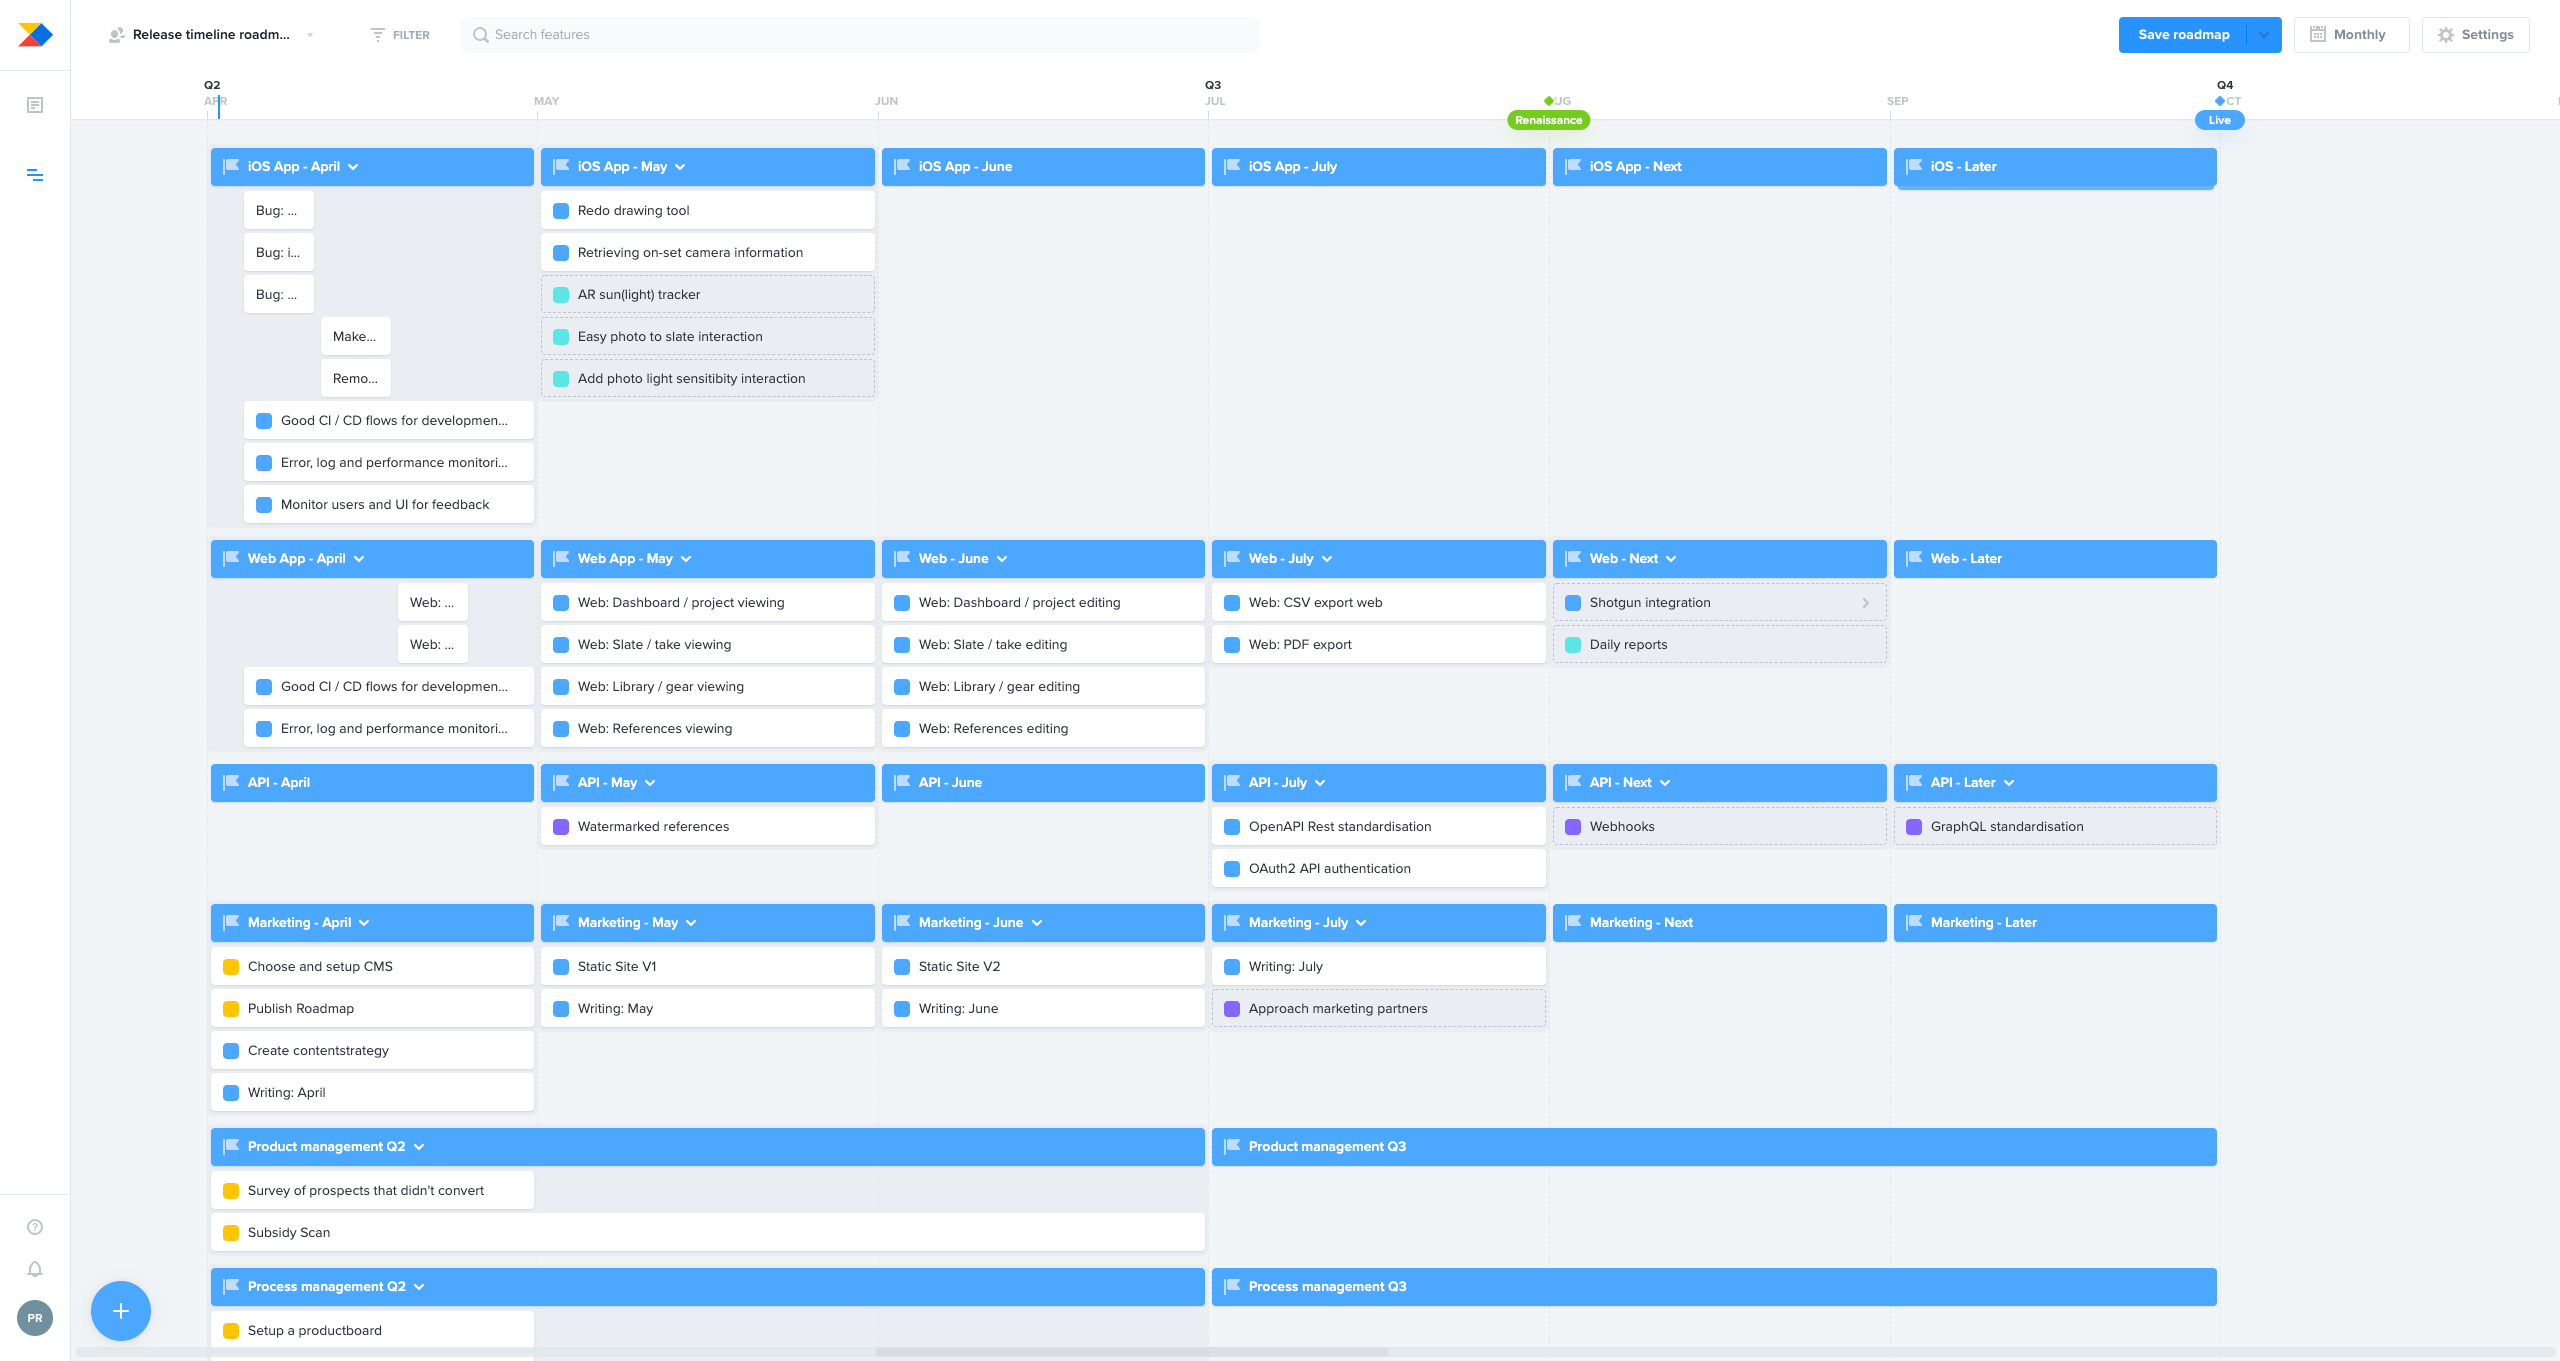 Release timeline roadm...
FILTER
Search features
Save roadmap
Monthly
Settings
Q2
Q3
Q4
APR
MAY
JUN
JUL
UG
SEP
CT
Renaissance
Live
iOS App - April
iOS App - May
iOS App - June
iOS App - July
iOS App - Next
iOS - Later
Bug: ...
Redo drawing tool
Bug: i...
Retrieving on-set camera information
Bug: ...
AR sun(light) tracker
Make...
Easy photo to slate interaction
Remo...
Add photo light sensitibity interaction
Good CI / CD flows for developmen...
Error, log and performance monitori...
Monitor users and UI for feedback
Web App - April
Web App - May
Web - June
Web - July
Web - Next
Web - Later
Web: ...
Web: Dashboard / project viewing
Web: Dashboard / project editing
Web: CSV export web
Shotgun integration
Web: ...
Web: Slate / take viewing
Web: Slate / take editing
Web: PDF export
Daily reports
Good CI / CD flows for developmen...
Web: Library / gear viewing
Web: Library / gear editing
Error, log and performance monitori...
Web: References viewing
Web: References editing
API - April
API - May
API - June
API - July
API - Next
API - Later
Watermarked references
OpenAPI Rest standardisation
Webhooks
GraphQL standardisation
OAuth2 API authentication
Marketing - April
Marketing - May
Marketing - June
Marketing - July
Marketing - Next
Marketing - Later
Choose and setup CMS
Static Site V1
Static Site V2
Writing: July
Publish Roadmap
Writing: May
Writing: June
Approach marketing partners
Create contentstrategy
Writing: April
Product management Q2
Product management Q3
Survey of prospects that didn't convert
Subsidy Scan
Process management Q2
Process management Q3
Setup a productboard
PR